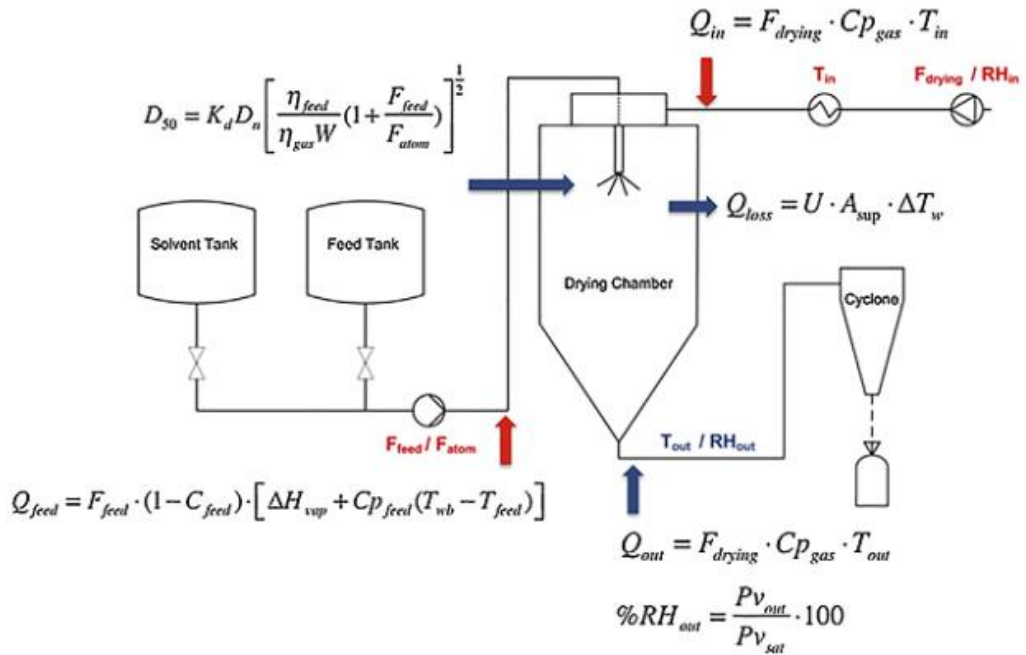 Q_in = F_drying · Cp_gas · T_in
T_in
F_drying / RH_in
D_50 = K_d D_n [ η_feed / η_gas W (1 + F_feed / F_atom) ]^1/2
Q_loss = U · A_sup · ΔT_w
Solvent Tank
Feed Tank
Drying Chamber
Cyclone
F_feed / F_atom
T_out / RH_out
Q_feed = F_feed · (1 − C_feed) · [ ΔH_vap + Cp_feed (T_wb − T_feed) ]
Q_out = F_drying · Cp_gas · T_out
%RH_out = Pv_out / Pv_sat · 100